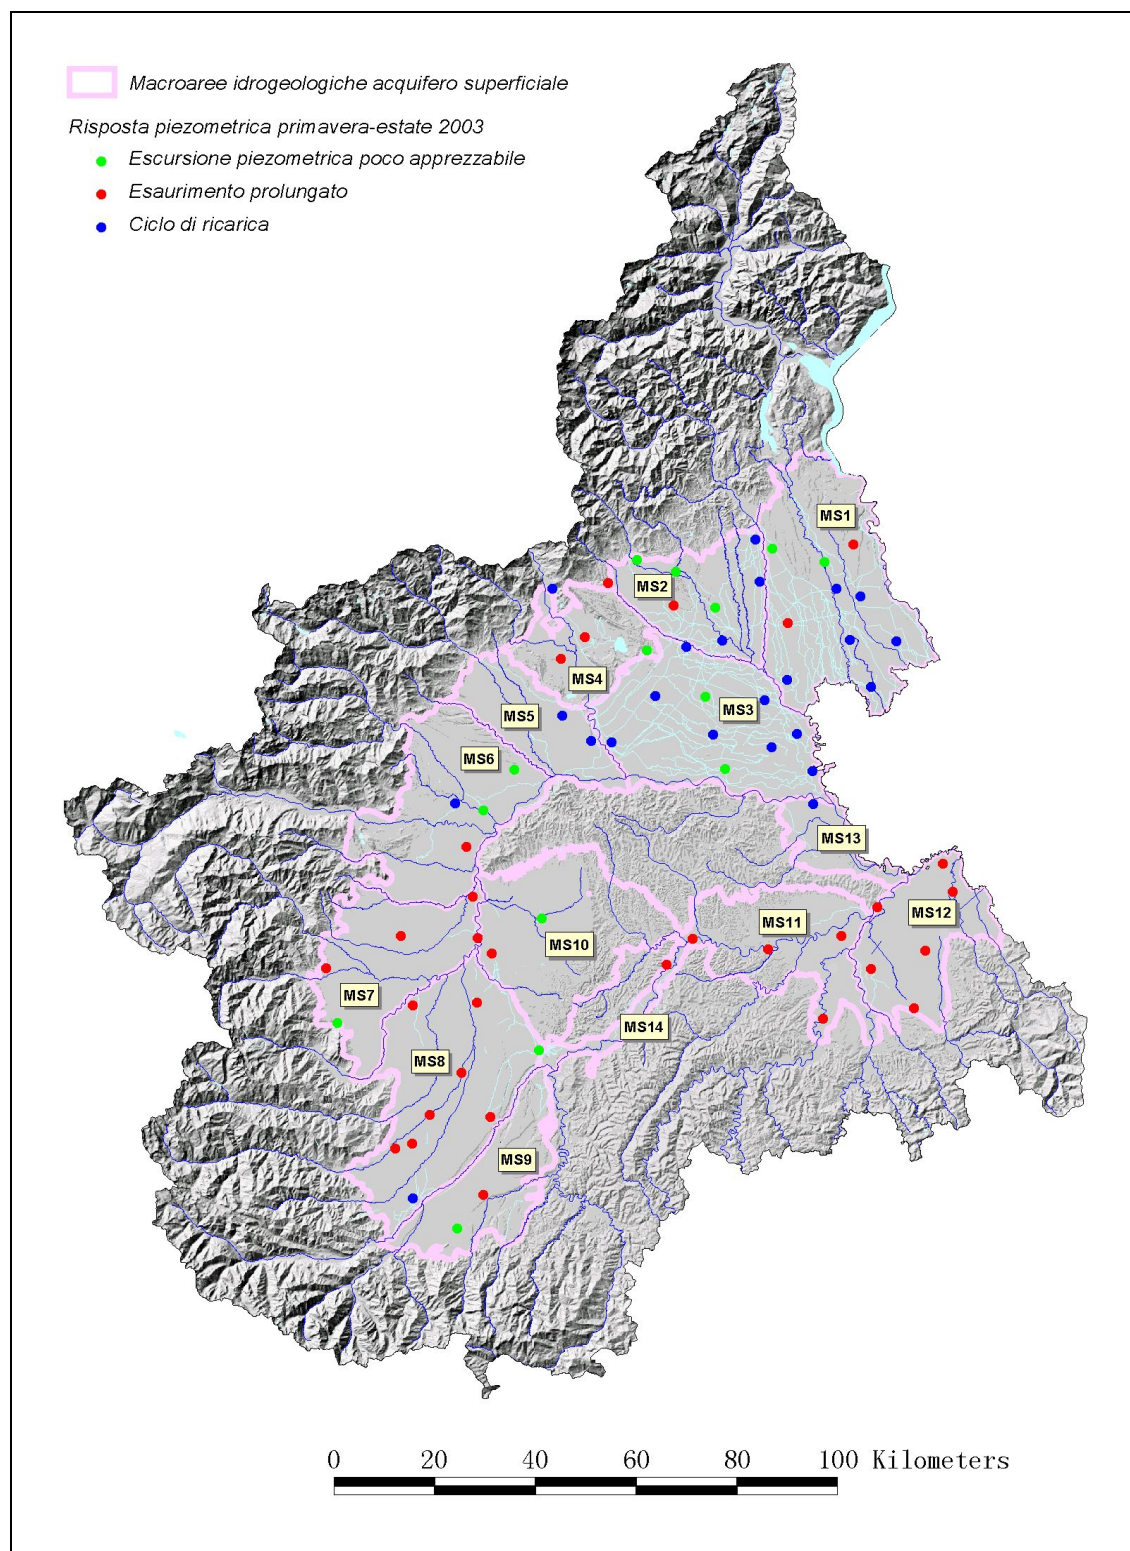 Macroaree idrogeologiche acquifero superficiale
Risposta piezometrica primavera-estate 2003
Escursione piezometrica poco apprezzabile
Esaurimento prolungato
Ciclo di ricarica
MS1
MS2
MS4
MS3
MS5
MS6
MS13
MS12
MS11
MS10
MS7
MS14
MS8
MS9
0 20 40 60 80 100 Kilometers